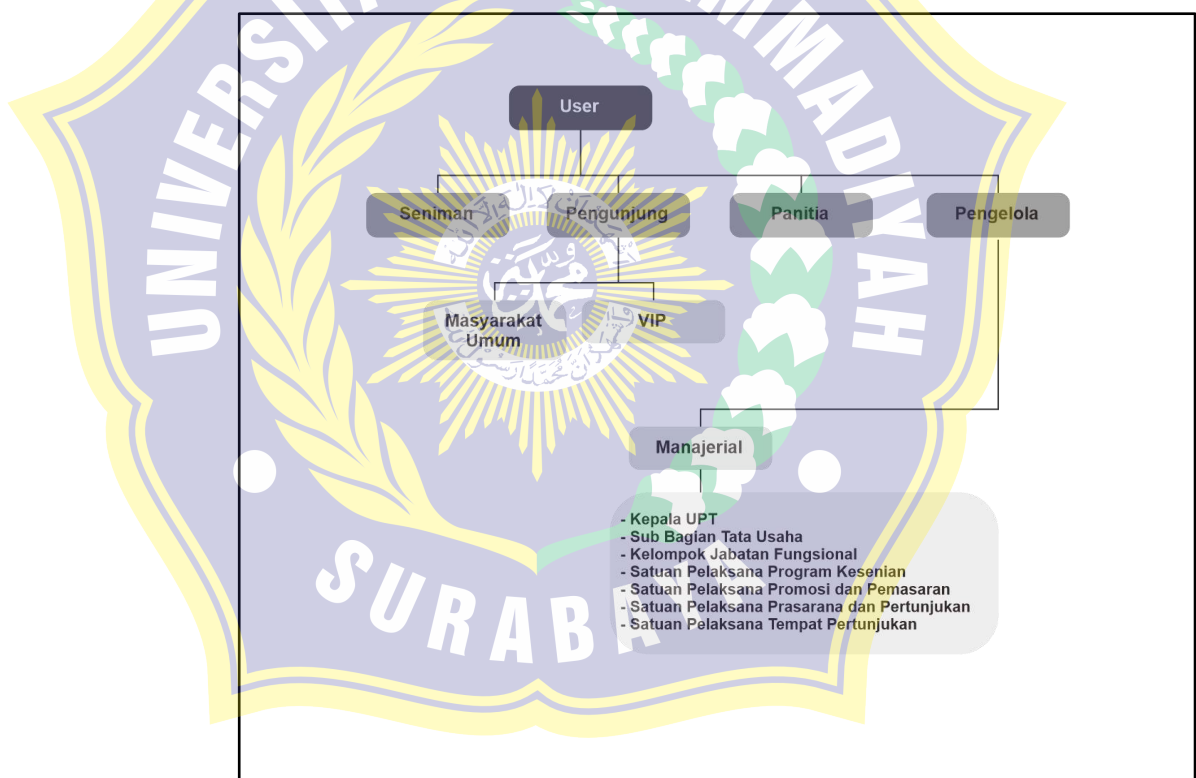 UNIVERSITAS MUHAMMADIYAH
User
Seniman
Pengunjung
Panitia
Pengelola
Masyarakat
Umum
VIP
Manajerial
- Kepala UPT
- Sub Bagian Tata Usaha
- Kelompok Jabatan Fungsional
- Satuan Pelaksana Program Kesenian
- Satuan Pelaksana Promosi dan Pemasaran
- Satuan Pelaksana Prasarana dan Pertunjukan
- Satuan Pelaksana Tempat Pertunjukan
SURABAYA